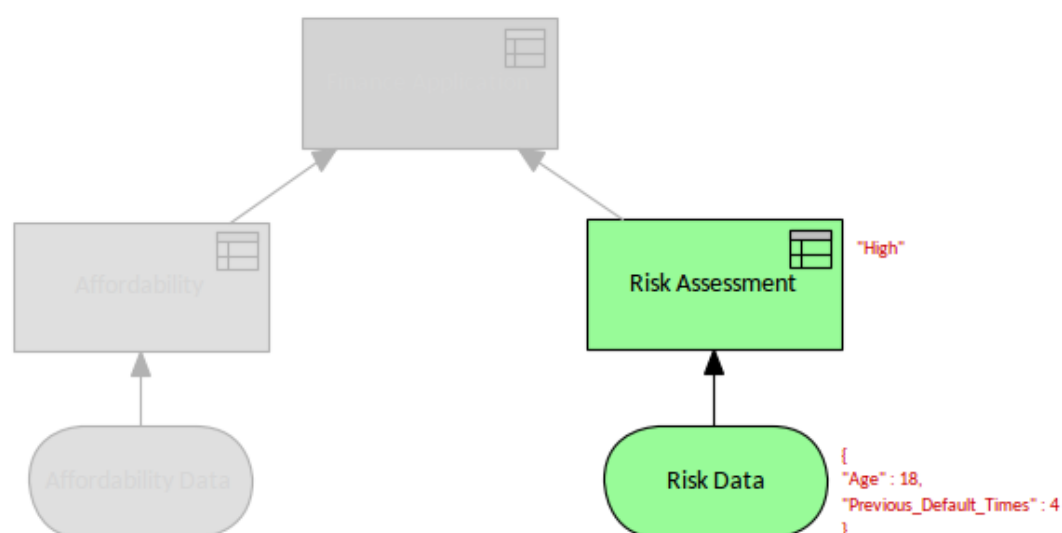 "High"
Affordability
Risk Assessment
Affordability Data
Risk Data
{
"Age" : 18,
"Previous_Default_Times" : 4
}